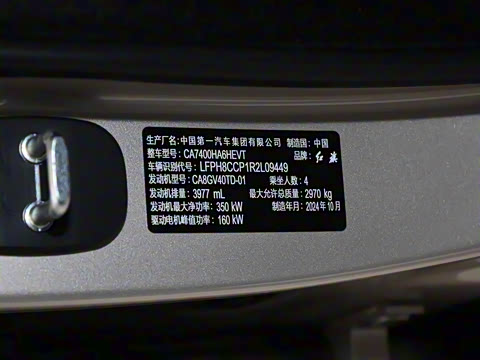 生产厂名：中国第一汽车集团有限公司 制造国：中国
整车型号：CA7400HA6HEVT 品牌：红旗
车辆识别代号：LFPH8CCP1R2L09449
发动机型号：CA8GV40TD-01 乘坐人数：4
发动机排量：3977 mL 最大允许总质量：2970 kg
发动机最大净功率：350 kW 制造年月：2024年10月
驱动电机峰值功率：160 kW